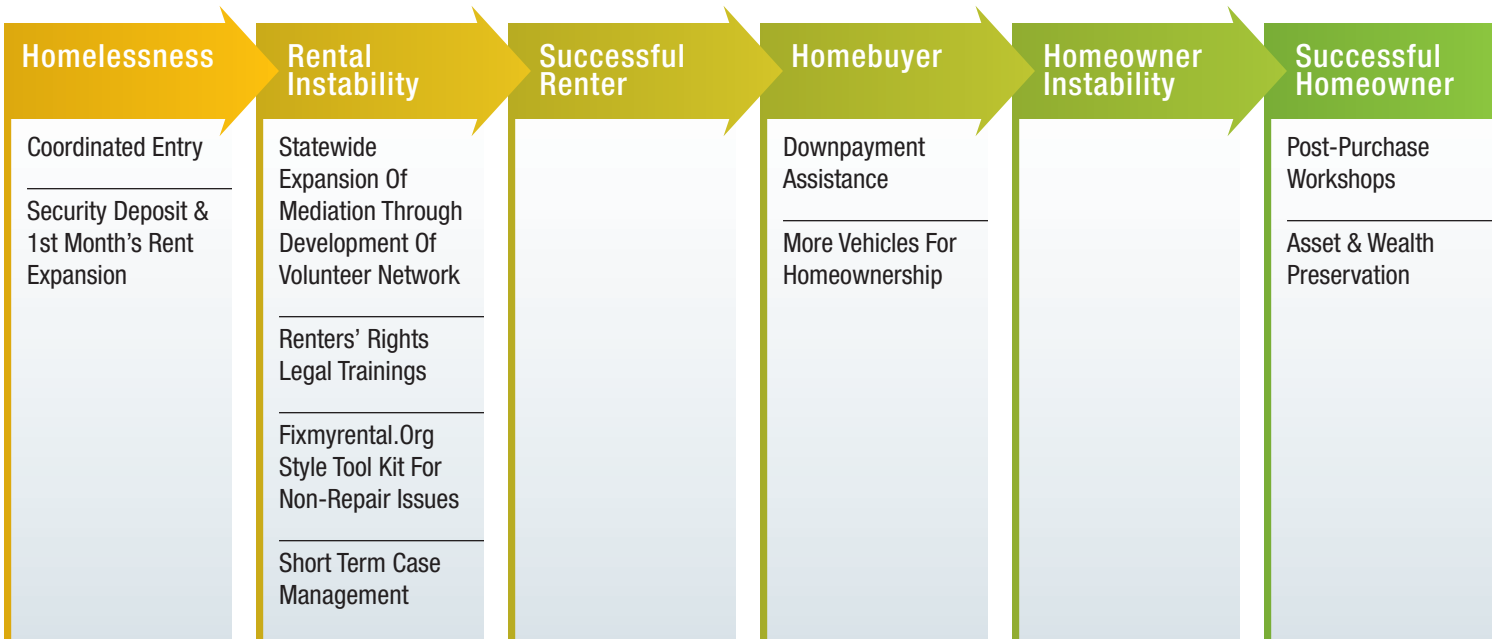 Homelessness
Coordinated Entry
Security Deposit &
1st Month’s Rent
Expansion
Rental
Instability
Statewide
Expansion Of
Mediation Through
Development Of
Volunteer Network
Renters’ Rights
Legal Trainings
Fixmyrental.Org
Style Tool Kit For
Non-Repair Issues
Short Term Case
Management
Successful
Renter
Homebuyer
Downpayment
Assistance
More Vehicles For
Homeownership
Homeowner
Instability
Successful
Homeowner
Post-Purchase
Workshops
Asset & Wealth
Preservation